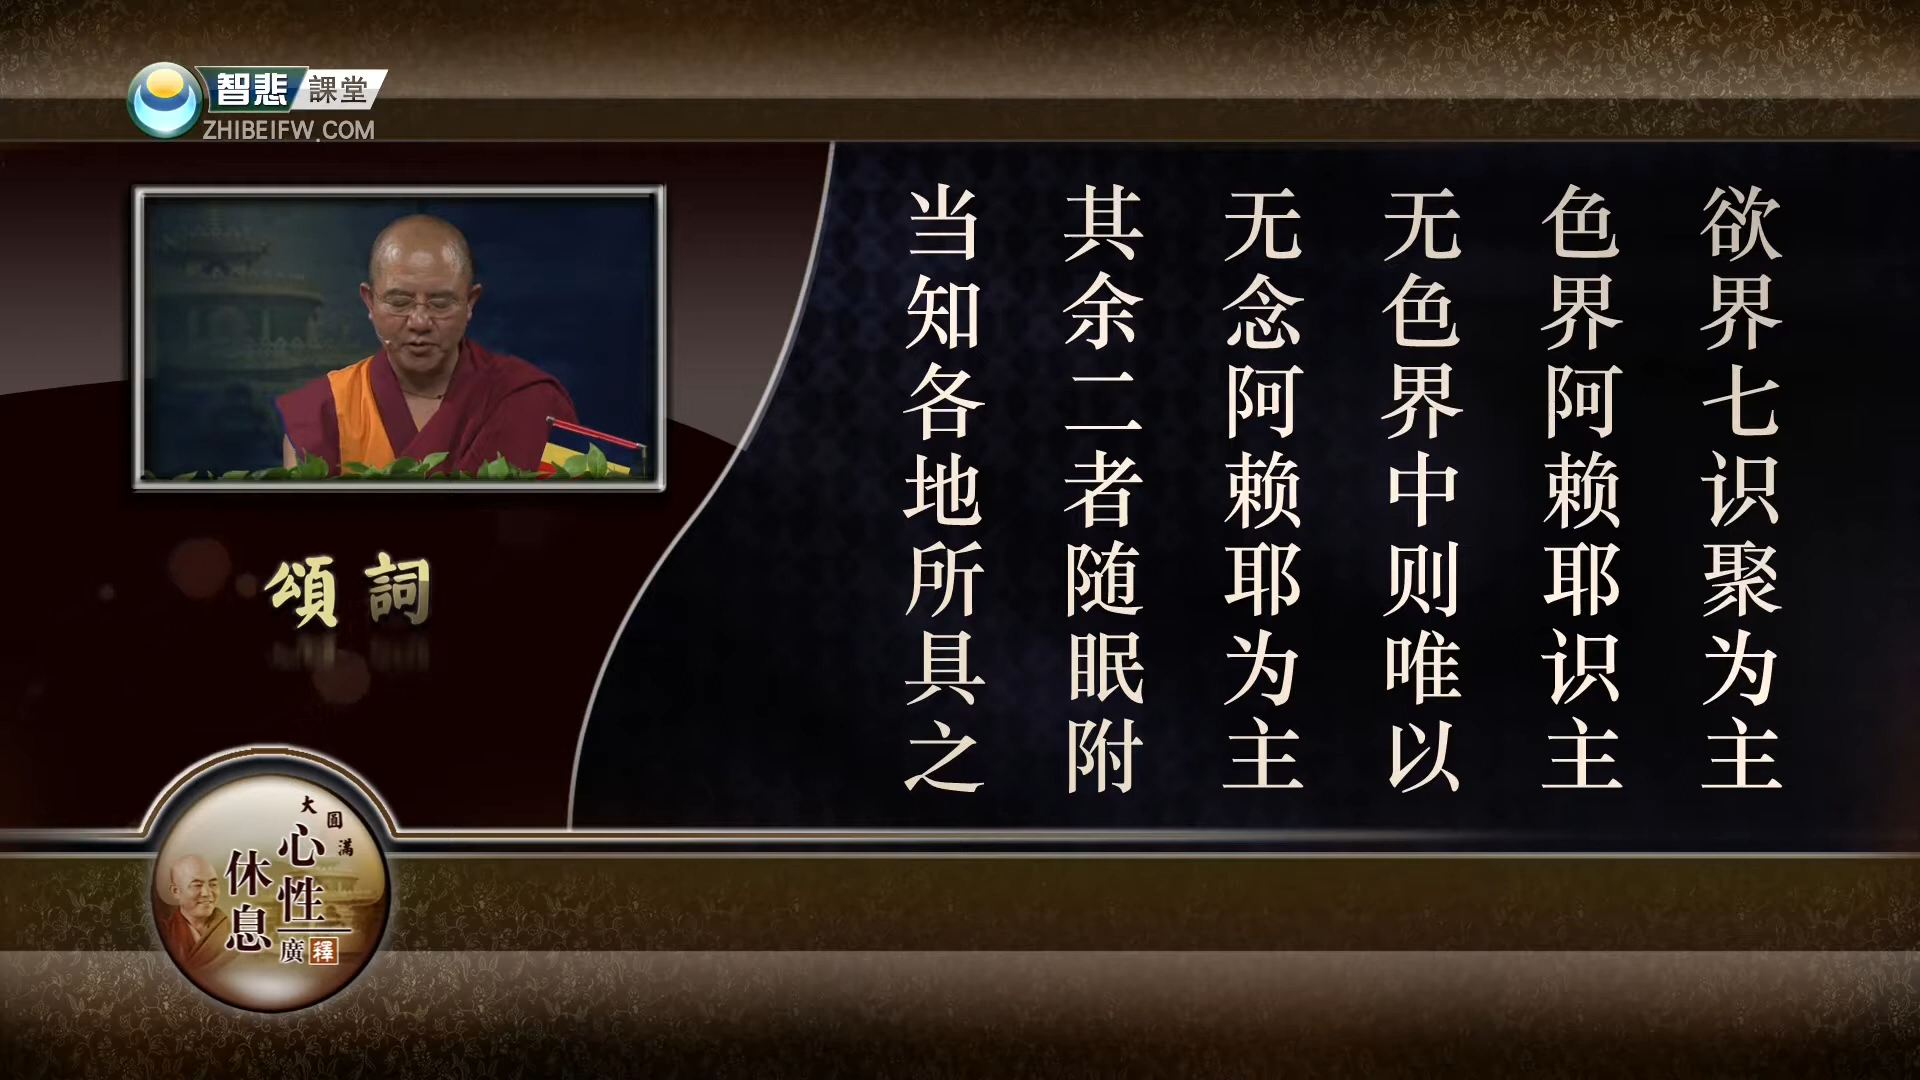 智悲 課堂
ZHIBEIFW.COM
欲界七识聚为主
色界阿赖耶识主
无色界中则唯以
无念阿赖耶为主
其余二者随眠附
当知各地所具之
頌詞
大圓滿
心性
休息
廣釋